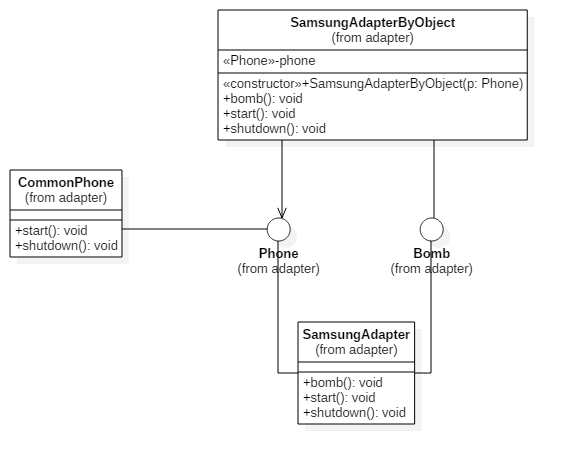 SamsungAdapterByObject
(from adapter)
«Phone»-phone
«constructor»+SamsungAdapterByObject(p: Phone)
+bomb(): void
+start(): void
+shutdown(): void
CommonPhone
(from adapter)
+start(): void
+shutdown(): void
Phone
(from adapter)
Bomb
(from adapter)
SamsungAdapter
(from adapter)
+bomb(): void
+start(): void
+shutdown(): void